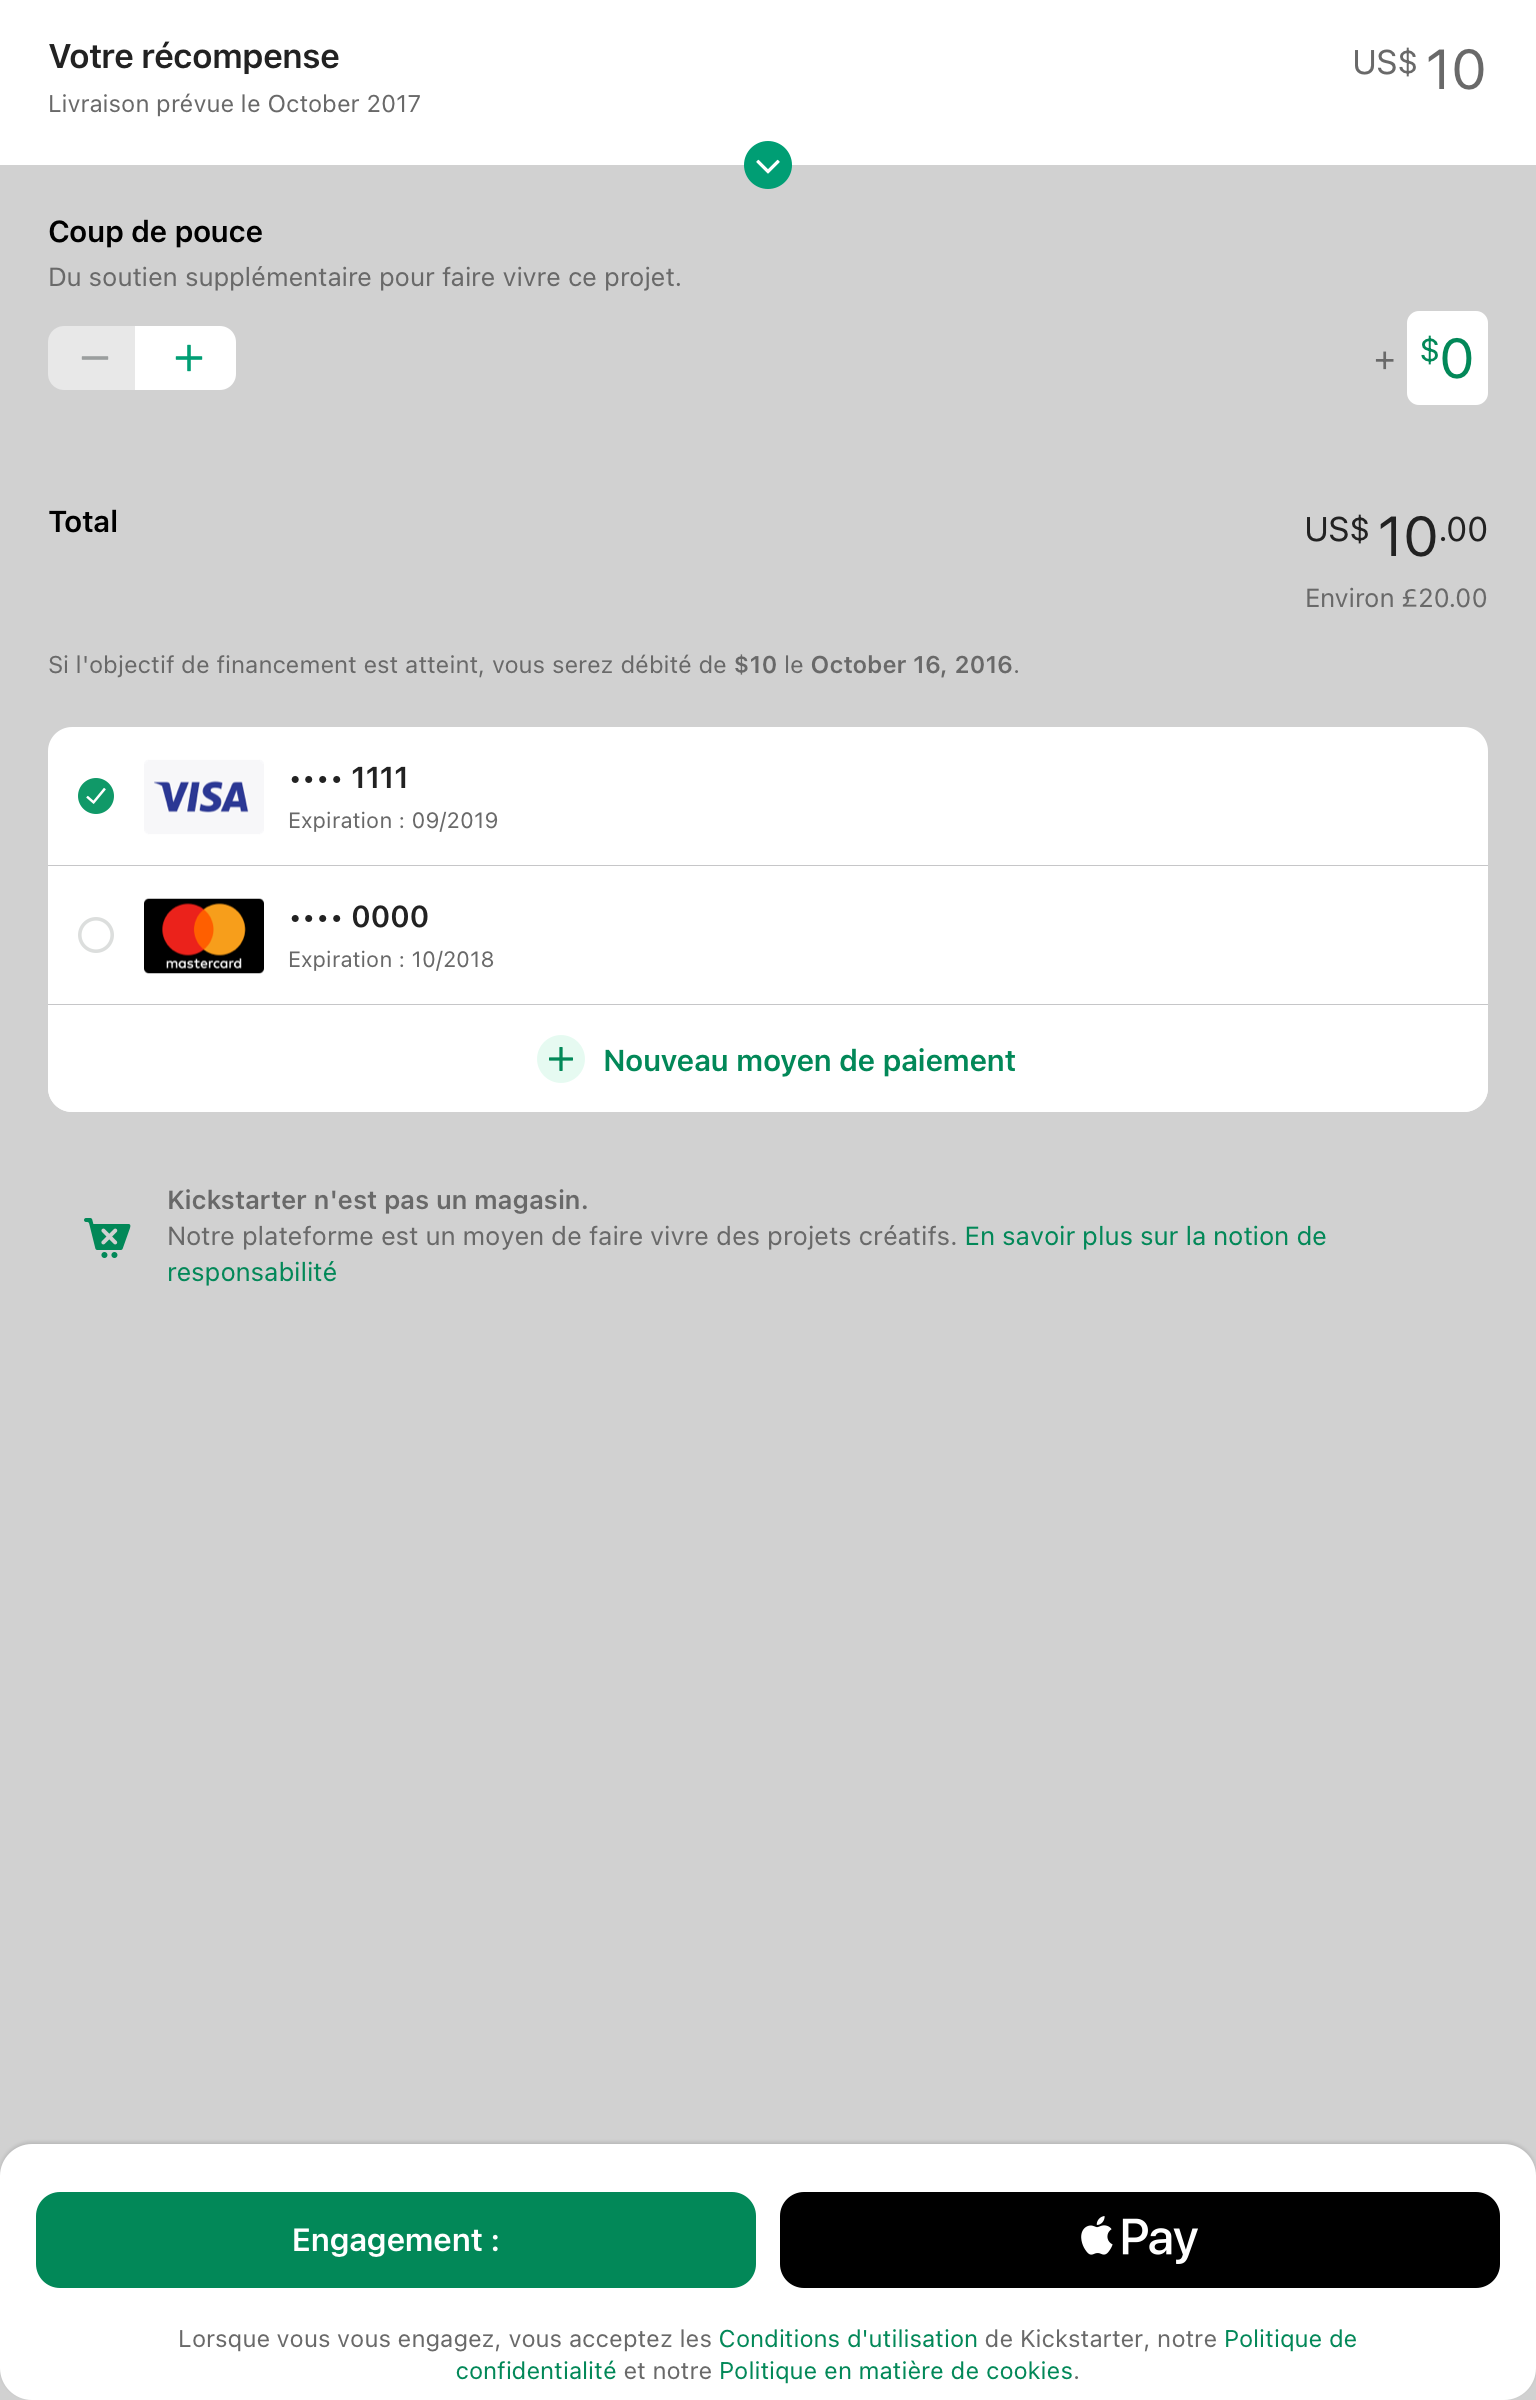 Votre récompense
US$ 10
Livraison prévue le October 2017
Coup de pouce
Du soutien supplémentaire pour faire vivre ce projet.
+ $0
Total
US$ 10.00
Environ £20.00
Si l'objectif de financement est atteint, vous serez débité de $10 le October 16, 2016.
VISA
•••• 1111
Expiration : 09/2019
mastercard
•••• 0000
Expiration : 10/2018
Nouveau moyen de paiement
Kickstarter n'est pas un magasin.
Notre plateforme est un moyen de faire vivre des projets créatifs. En savoir plus sur la notion de
responsabilité
Engagement :
Pay
Lorsque vous vous engagez, vous acceptez les Conditions d'utilisation de Kickstarter, notre Politique de
confidentialité et notre Politique en matière de cookies.